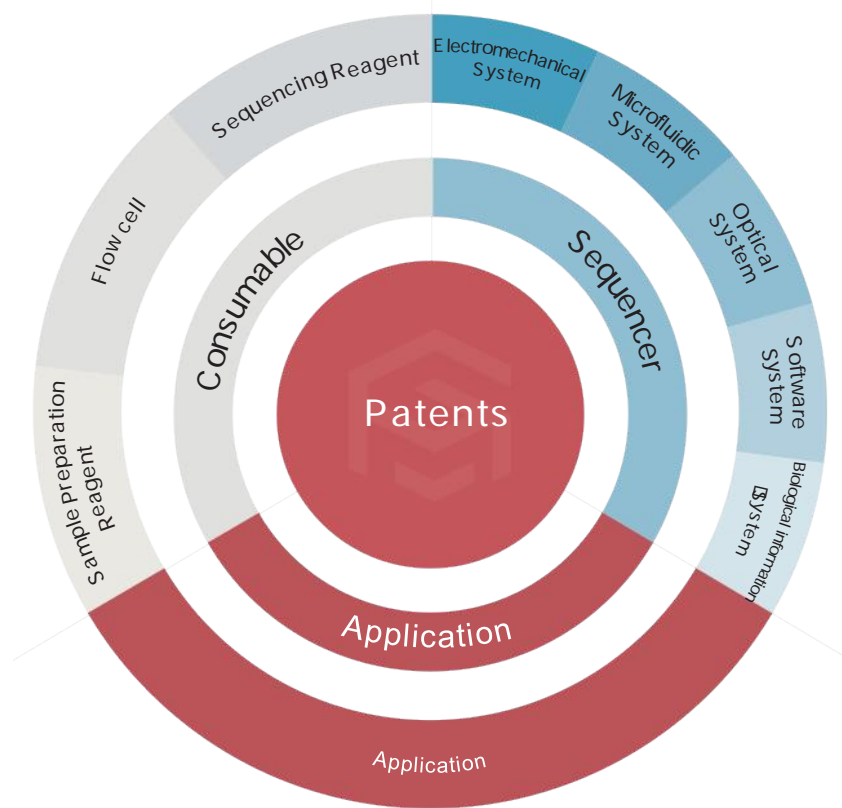 Electromechanical
System
Microfluidic
System
Optical
System
Software
System
Biological information
System
Sequencing Reagent
Flow cell
Sample Preparation
Reagent
Consumable
Sequencer
Patents
Application
Application